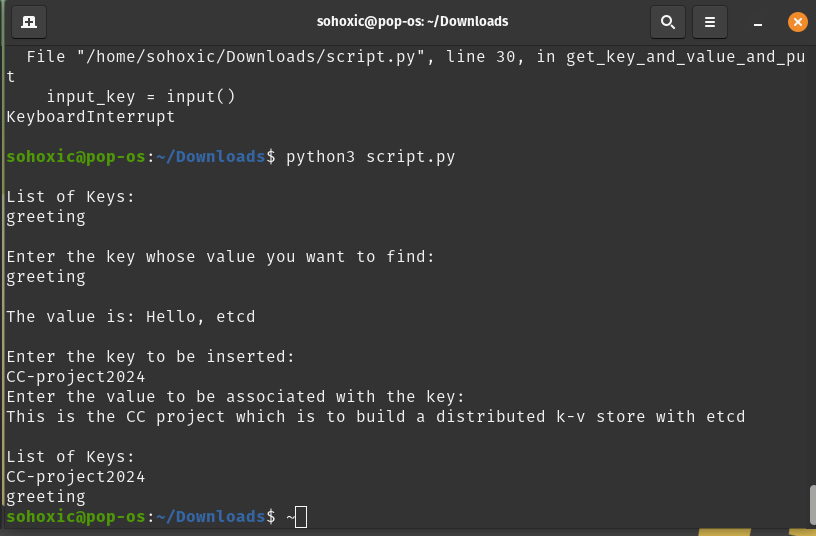 sohoxic@pop-os: ~/Downloads
  File "/home/sohoxic/Downloads/script.py", line 30, in get_key_and_value_and_pu
t
    input_key = input()
KeyboardInterrupt
sohoxic@pop-os:~/Downloads$ python3 script.py
List of Keys:
greeting
Enter the key whose value you want to find:
greeting
The value is: Hello, etcd
Enter the key to be inserted:
CC-project2024
Enter the value to be associated with the key:
This is the CC project which is to build a distributed k-v store with etcd
List of Keys:
CC-project2024
greeting
sohoxic@pop-os:~/Downloads$ ~